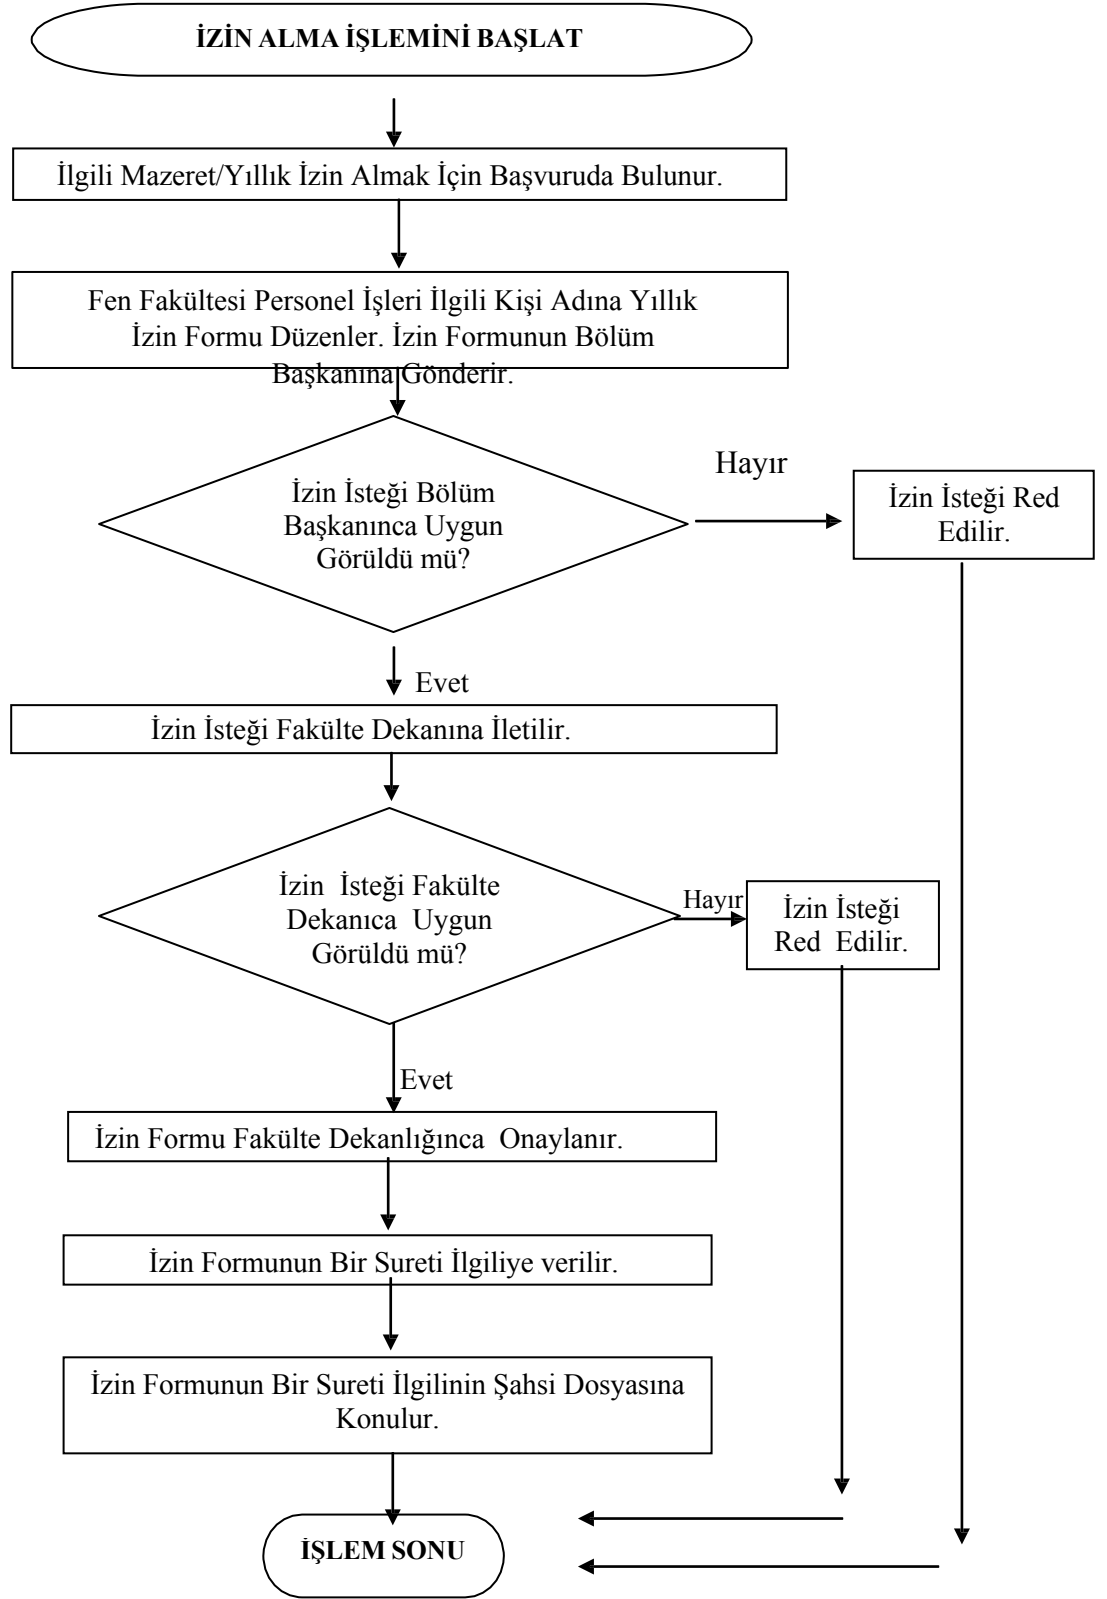 İZİN ALMA İŞLEMİNİ BAŞLAT
İlgili Mazeret/Yıllık İzin Almak İçin Başvuruda Bulunur.
Fen Fakültesi Personel İşleri İlgili Kişi Adına Yıllık
İzin Formu Düzenler. İzin Formunun Bölüm
Başkanına Gönderir.
İzin İsteği Bölüm
Başkanınca Uygun
Görüldü mü?
Hayır
İzin İsteği Red
Edilir.
Evet
İzin İsteği Fakülte Dekanına İletilir.
İzin İsteği Fakülte
Dekanıca Uygun
Görüldü mü?
Hayır
İzin İsteği
Red Edilir.
Evet
İzin Formu Fakülte Dekanlığınca Onaylanır.
İzin Formunun Bir Sureti İlgiliye verilir.
İzin Formunun Bir Sureti İlgilinin Şahsi Dosyasına
Konulur.
İŞLEM SONU